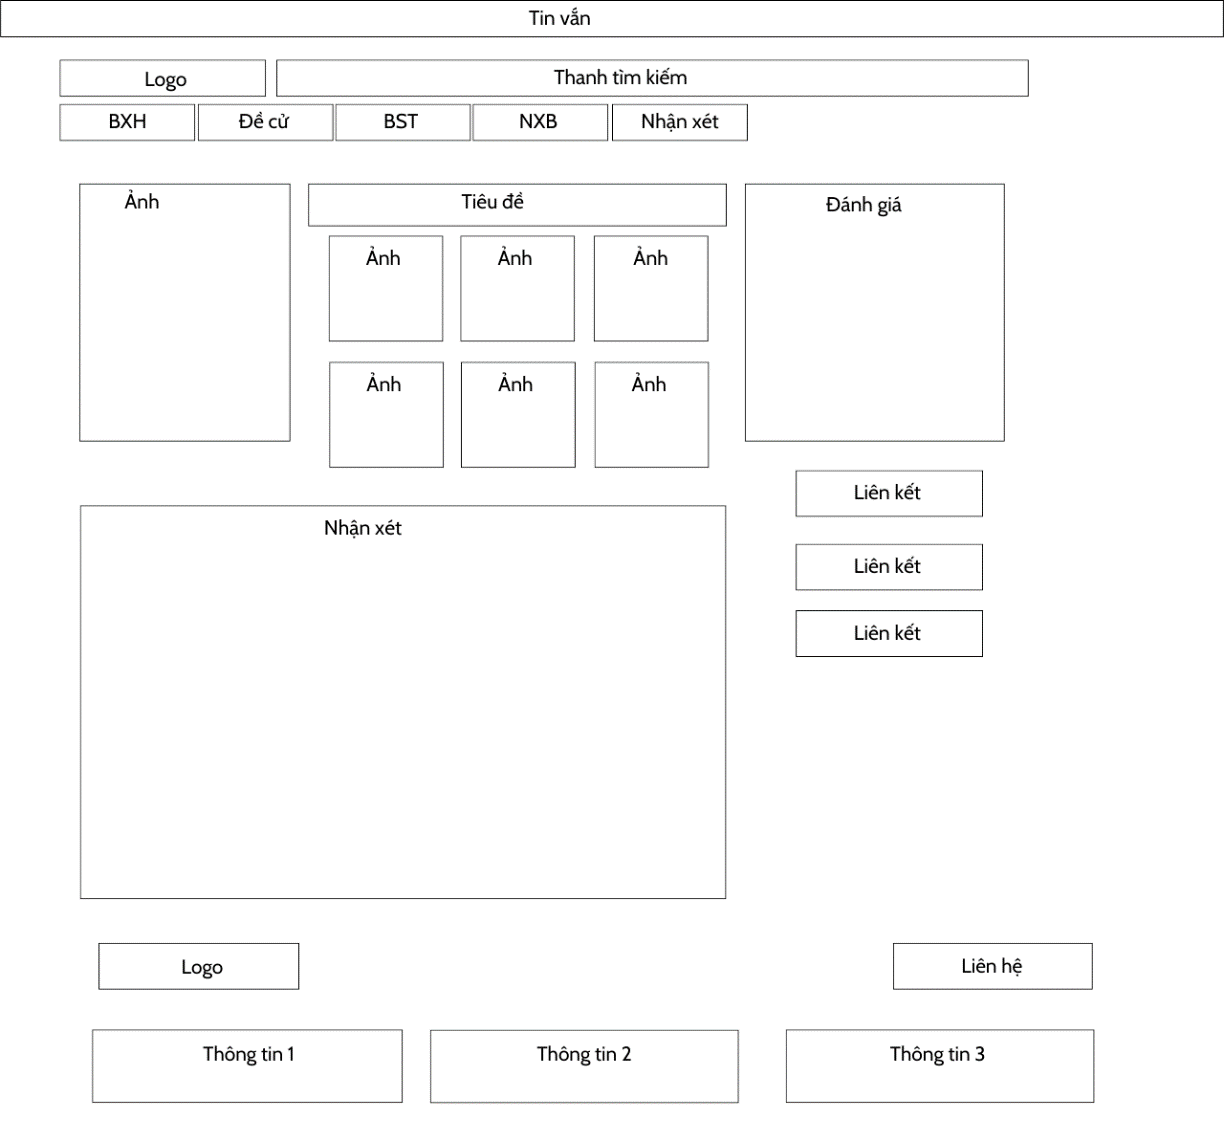 Tin vắn
Logo
Thanh tìm kiếm
BXH
Đề cử
BST
NXB
Nhận xét
Ảnh
Tiêu đề
Đánh giá
Ảnh
Ảnh
Ảnh
Ảnh
Ảnh
Ảnh
Liên kết
Nhận xét
Liên kết
Liên kết
Logo
Liên hệ
Thông tin 1
Thông tin 2
Thông tin 3